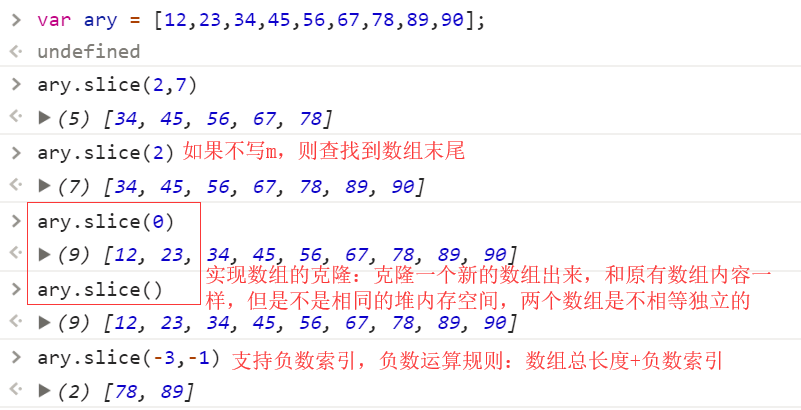 > var ary = [12,23,34,45,56,67,78,89,90];
< undefined
> ary.slice(2,7)
< ▶(5) [34, 45, 56, 67, 78]
> ary.slice(2) 如果不写m，则查找到数组末尾
< ▶(7) [34, 45, 56, 67, 78, 89, 90]
> ary.slice(0)
< ▶(9) [12, 23, 34, 45, 56, 67, 78, 89, 90]
实现数组的克隆：克隆一个新的数组出来，和原有数组内容一
> ary.slice()
样，但是不是相同的堆内存空间，两个数组是不相等独立的
< ▶(9) [12, 23, 34, 45, 56, 67, 78, 89, 90]
> ary.slice(-3,-1) 支持负数索引，负数运算规则：数组总长度+负数索引
< ▶(2) [78, 89]